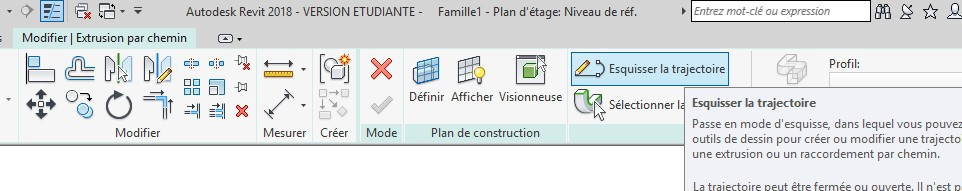 Autodesk Revit 2018 - VERSION ETUDIANTE - Famille1 - Plan d'étage: Niveau de réf.
Entrez mot-clé ou expression
Modifier | Extrusion par chemin
Esquisser la trajectoire
Profil:
Définir Afficher Visionneuse
Sélectionner la
Modifier
Mesurer
Créer
Mode
Plan de construction
Esquisser la trajectoire
Passe en mode d'esquisse, dans lequel vous pouvez
outils de dessin pour créer ou modifier une trajecto
une extrusion ou un raccordement par chemin.
La trajectoire peut être fermée ou ouverte. Il n'est p